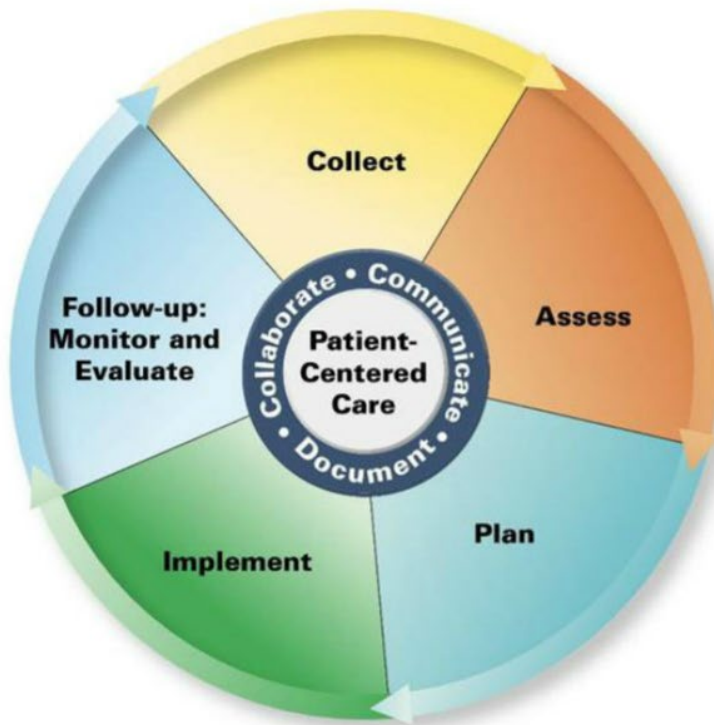 Collect
Assess
Plan
Implement
Follow-up:
Monitor and
Evaluate
Collaborate • Communicate • Document •
Patient-
Centered
Care